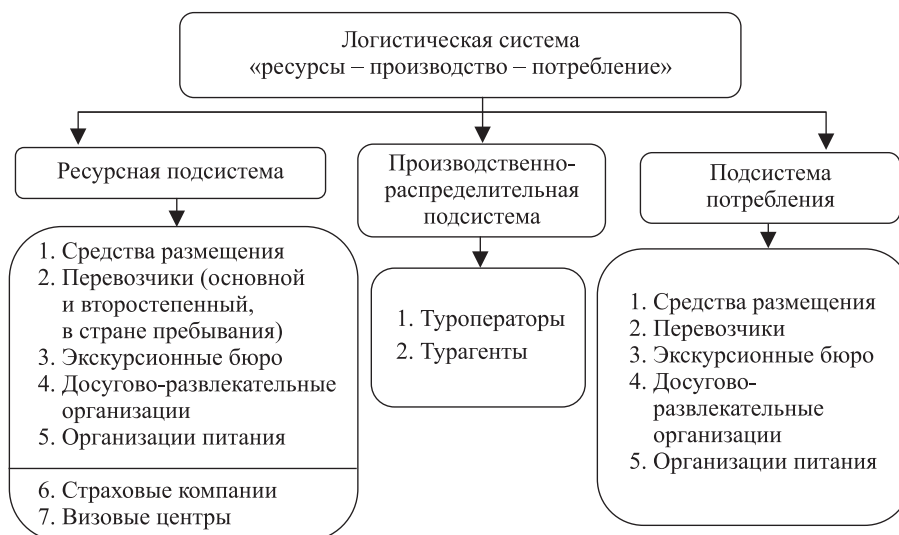 Логистическая система
«ресурсы – производство – потребление»
Ресурсная подсистема
1. Средства размещения
2. Перевозчики (основной
и второстепенный,
в стране пребывания)
3. Экскурсионные бюро
4. Досугово-развлекательные
организации
5. Организации питания
6. Страховые компании
7. Визовые центры
Производственно-
распределительная
подсистема
1. Туроператоры
2. Турагенты
Подсистема
потребления
1. Средства размещения
2. Перевозчики
3. Экскурсионные бюро
4. Досугово-
развлекательные
организации
5. Организации питания